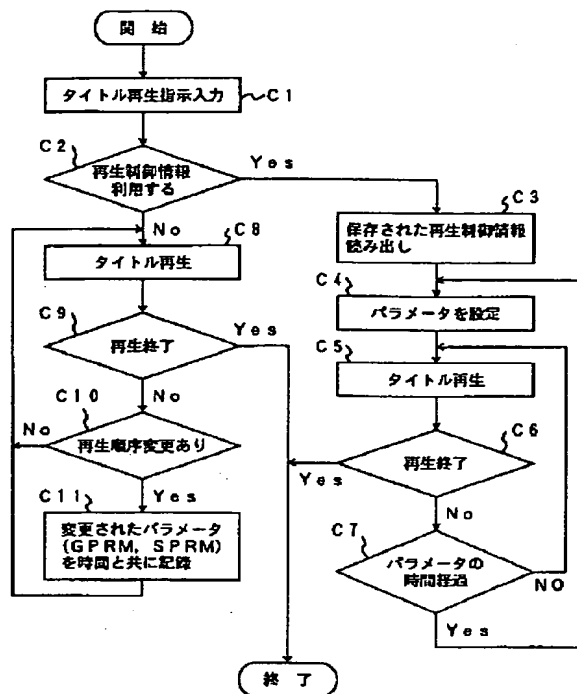 開 始
タイトル再生指示入力
C1
C2
再生制御情報
利用する
Yes
No
C3
保存された再生制御情報
読み出し
C8
タイトル再生
C4
パラメータを設定
C9
再生終了
Yes
No
C5
タイトル再生
C10
再生順序変更あり
No
Yes
C6
再生終了
Yes
No
C11
変更されたパラメータ
(GPRM, SPRM)
を時間と共に記録
C7
パラメータの
時間経過
NO
Yes
終 了